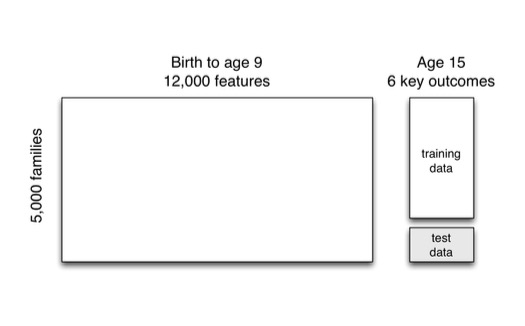 Birth to age 9
12,000 features
Age 15
6 key outcomes
5,000 families
training
data
test
data